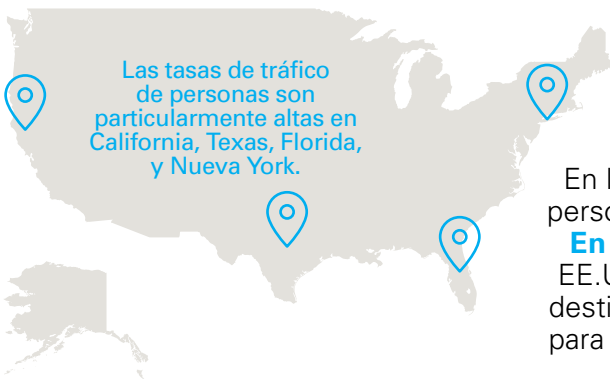 Las tasas de tráfico
de personas son
particularmente altas en
California, Texas, Florida,
y Nueva York.
En
perso
En
EE.U
desti
para